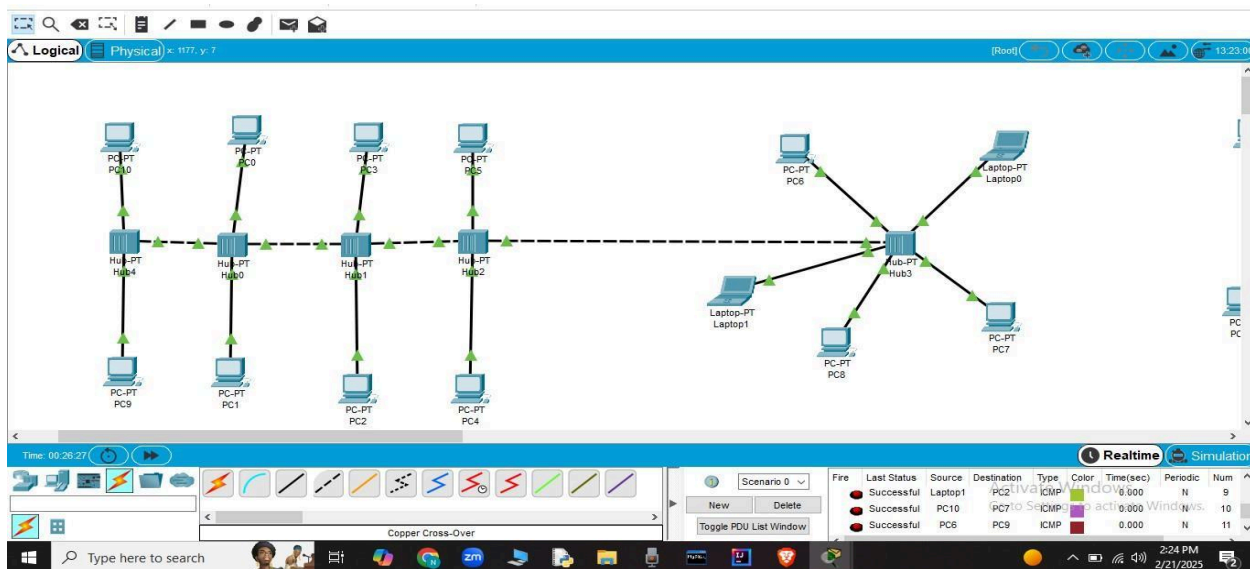 Logical
Physical
x: 1177, y: 7
[Root]
13:23:00
PC-PT
PC10
PC-PT
PC0
PC-PT
PC3
PC-PT
PC5
PC-PT
PC6
Laptop-PT
Laptop0
Hub-PT
Hub4
Hub-PT
Hub0
Hub-PT
Hub1
Hub-PT
Hub2
Hub-PT
Hub3
Laptop-PT
Laptop1
PC-PT
PC8
PC-PT
PC7
PC
PC
PC-PT
PC9
PC-PT
PC1
PC-PT
PC2
PC-PT
PC4
Time: 00:26:27
Realtime
Simulation
Scenario 0
New
Delete
Toggle PDU List Window
Copper Cross-Over
Fire Last Status Source Destination Type Color Time(sec) Periodic Num
Successful Laptop1 PC2 ICMP 0.000 N 9
Successful PC10 PC7 ICMP 0.000 N 10
Successful PC6 PC9 ICMP 0.000 N 11
Activate Windows
Go to Settings to activate Windows.
Type here to search
zm
2:24 PM
2/21/2025
2